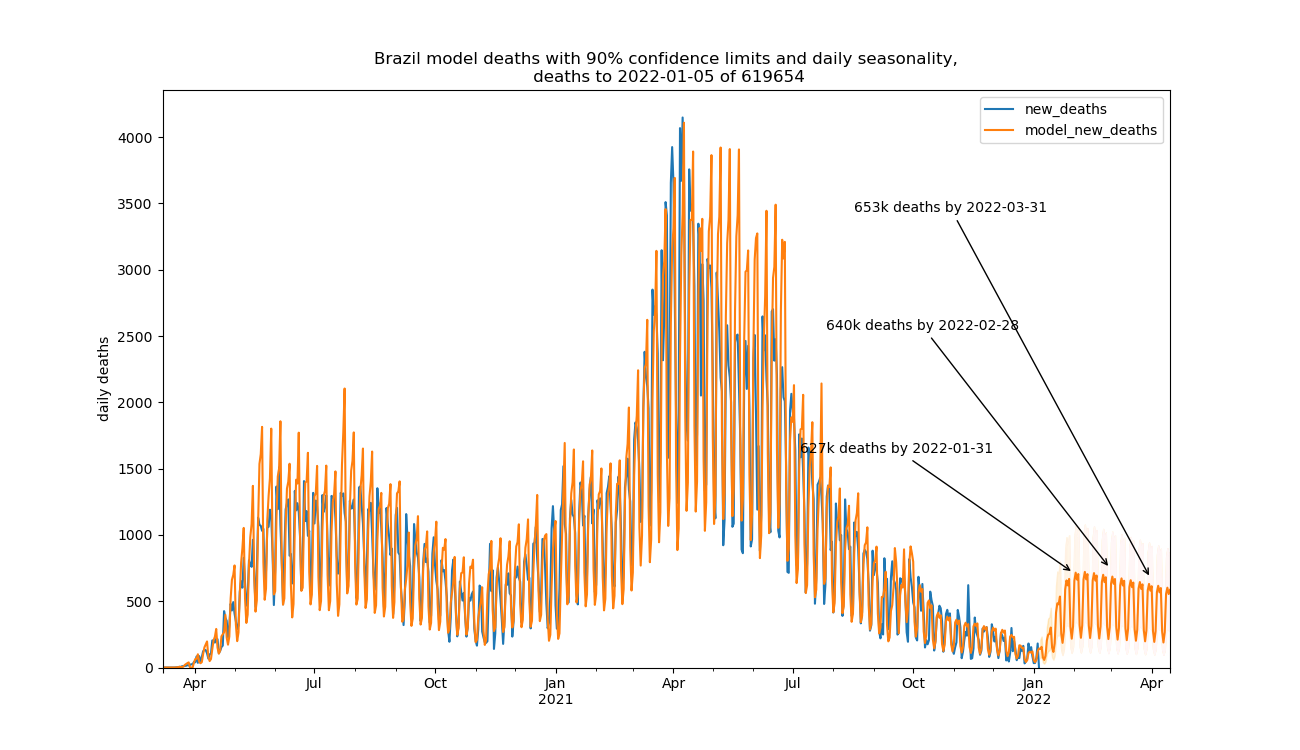 Brazil model deaths with 90% confidence limits and daily seasonality,
deaths to 2022-01-05 of 619654
new_deaths
model_new_deaths
653k deaths by 2022-03-31
640k deaths by 2022-02-28
627k deaths by 2022-01-31
daily deaths
4000
3500
3000
2500
2000
1500
1000
500
0
Apr Jul Oct Jan Apr Jul Oct Jan Apr
2021 2022